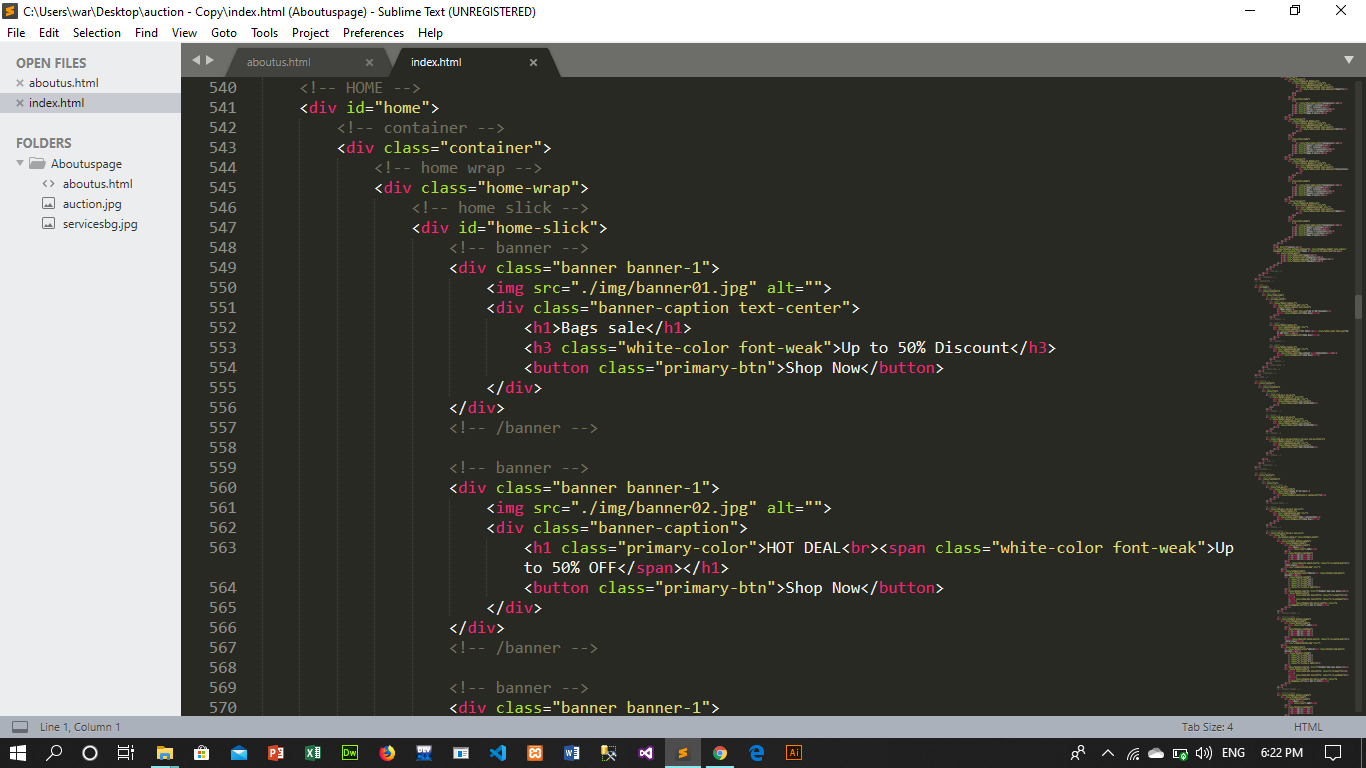 C:\Users\war\Desktop\auction - Copy\index.html (Aboutuspage) - Sublime Text (UNREGISTERED)
File Edit Selection Find View Goto Tools Project Preferences Help
OPEN FILES
aboutus.html
index.html
FOLDERS
Aboutuspage
aboutus.html
auction.jpg
servicesbg.jpg
aboutus.html index.html
540 <!-- HOME -->
541 <div id="home">
542 <!-- container -->
543 <div class="container">
544 <!-- home wrap -->
545 <div class="home-wrap">
546 <!-- home slick -->
547 <div id="home-slick">
548 <!-- banner -->
549 <div class="banner banner-1">
550 <img src="./img/banner01.jpg" alt="">
551 <div class="banner-caption text-center">
552 <h1>Bags sale</h1>
553 <h3 class="white-color font-weak">Up to 50% Discount</h3>
554 <button class="primary-btn">Shop Now</button>
555 </div>
556 </div>
557 <!-- /banner -->
558
559 <!-- banner -->
560 <div class="banner banner-1">
561 <img src="./img/banner02.jpg" alt="">
562 <div class="banner-caption">
563 <h1 class="primary-color">HOT DEAL<br><span class="white-color font-weak">Up
to 50% OFF</span></h1>
564 <button class="primary-btn">Shop Now</button>
565 </div>
566 </div>
567 <!-- /banner -->
568
569 <!-- banner -->
570 <div class="banner banner-1">
Line 1, Column 1 Tab Size: 4 HTML
ENG 6:22 PM